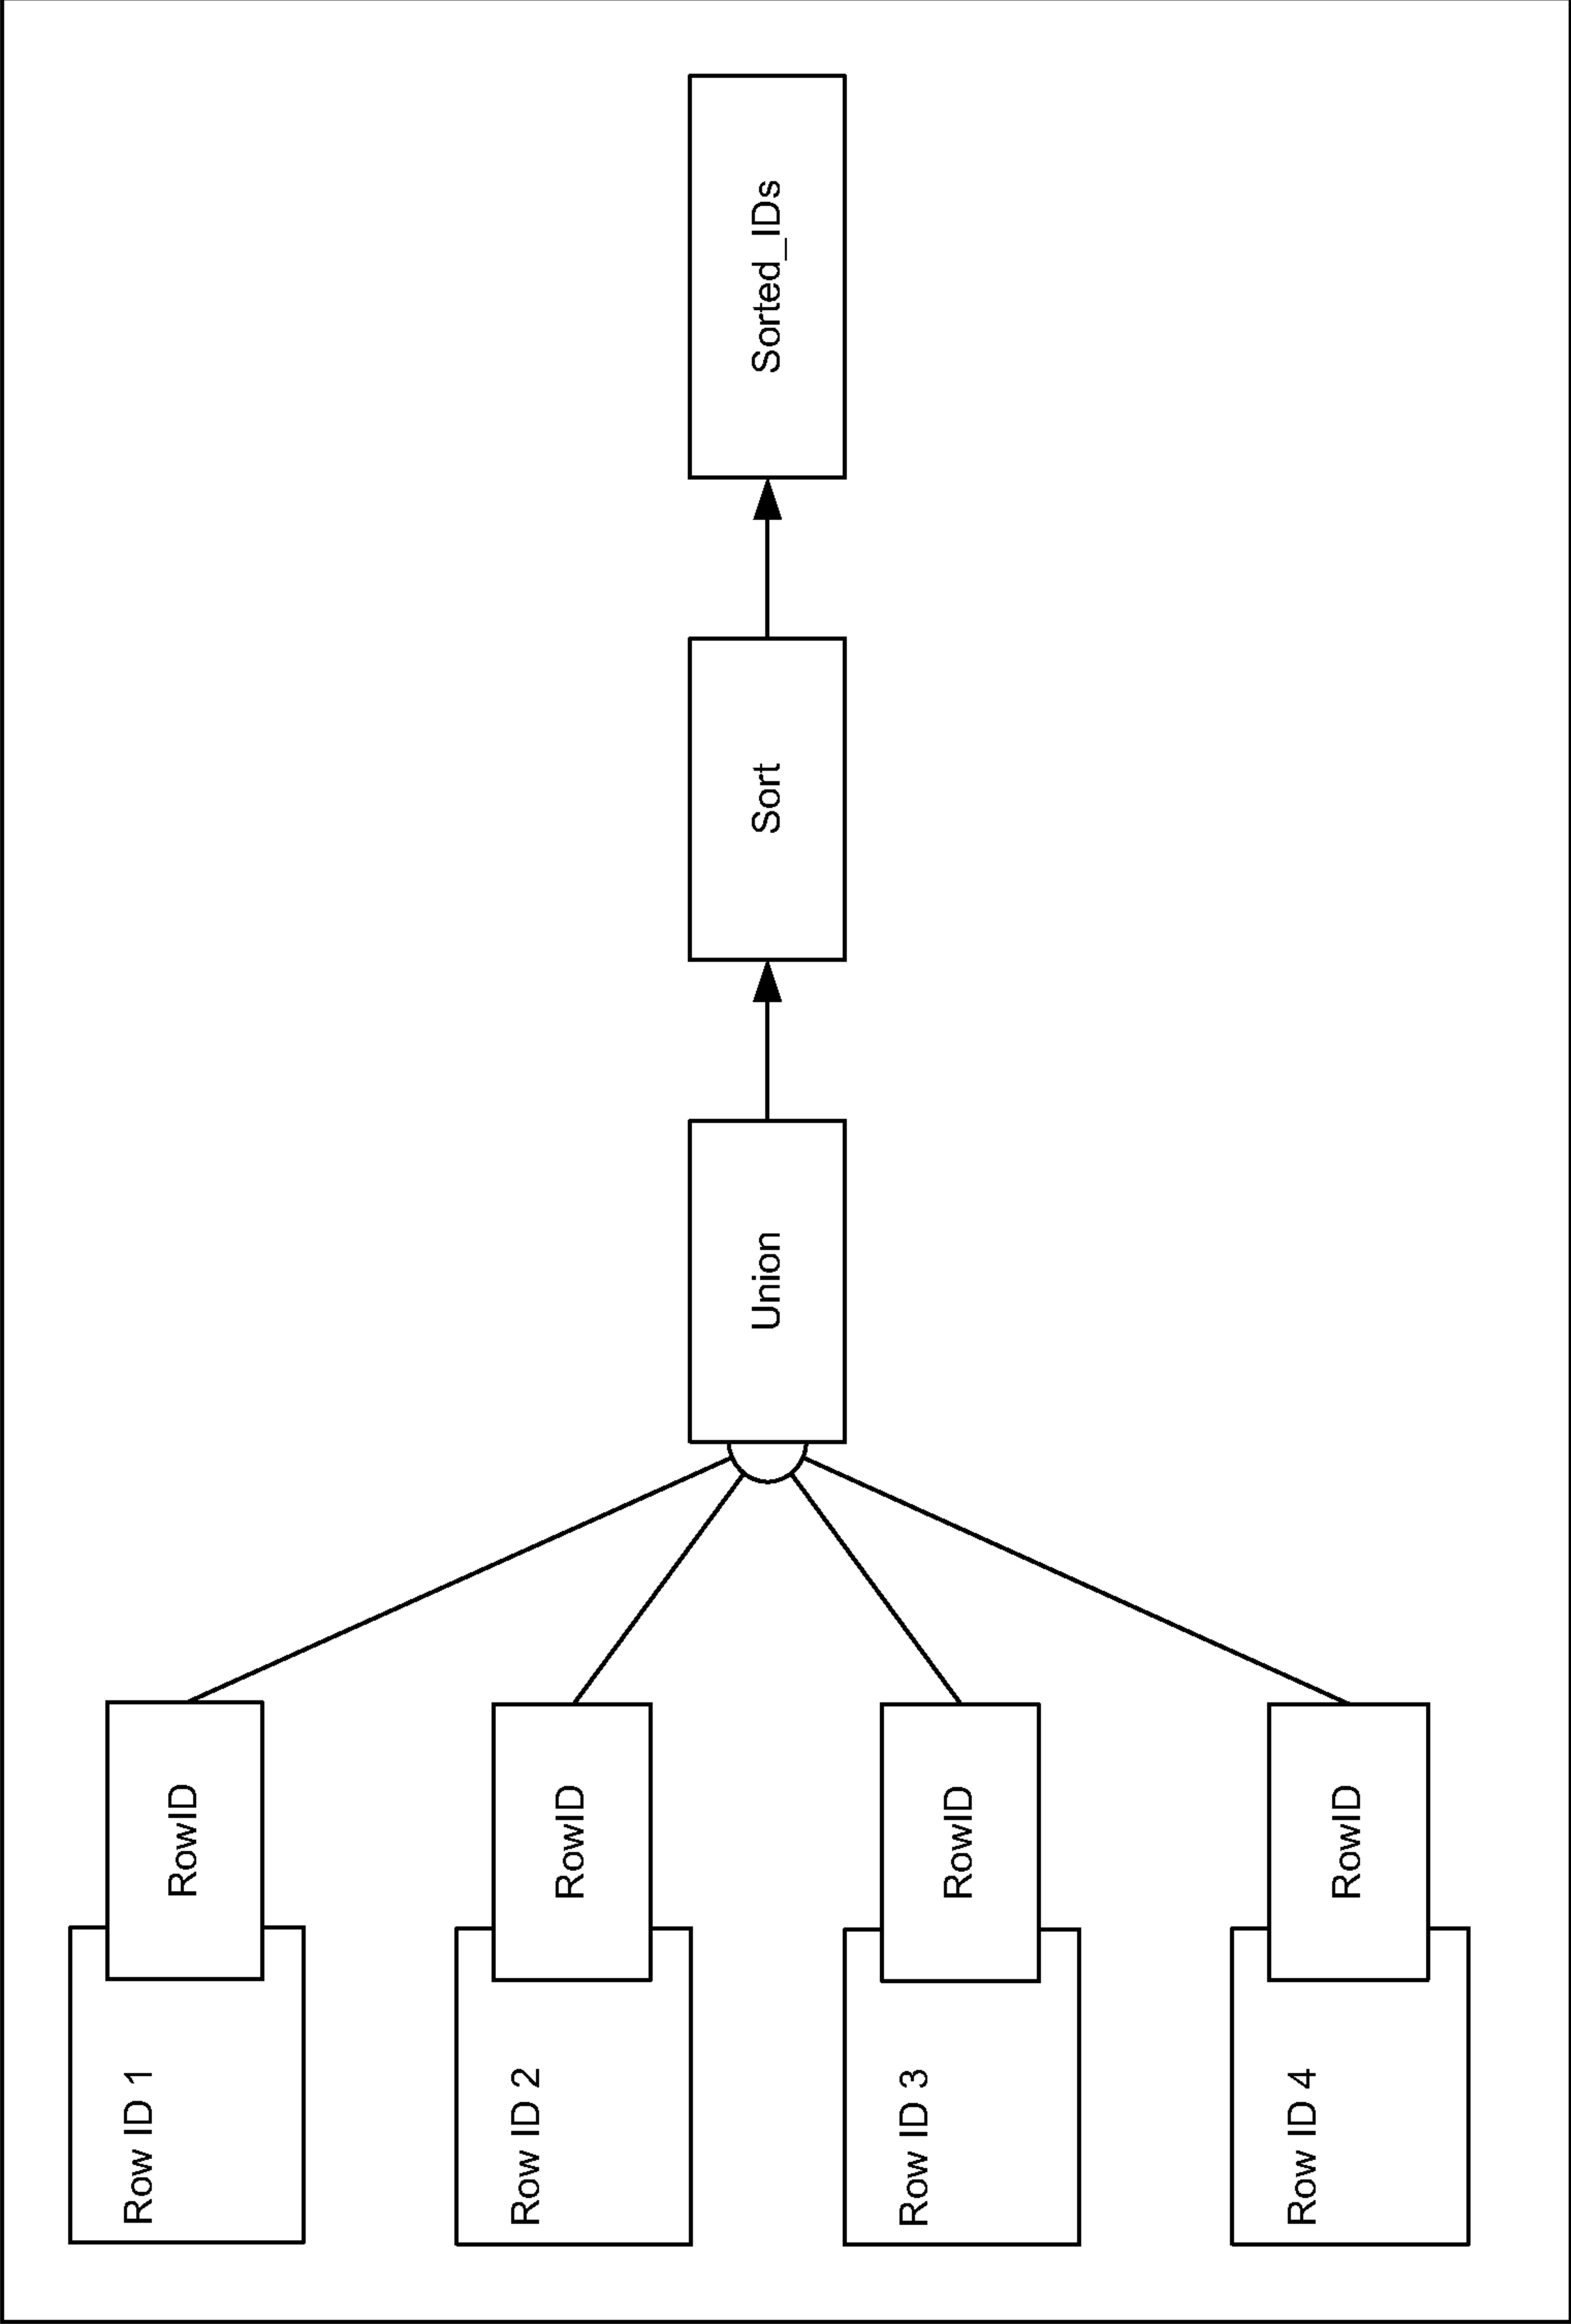 Row ID 1
RowID
Row ID 2
RowID
Row ID 3
RowID
Row ID 4
RowID
Union
Sort
Sorted_IDs